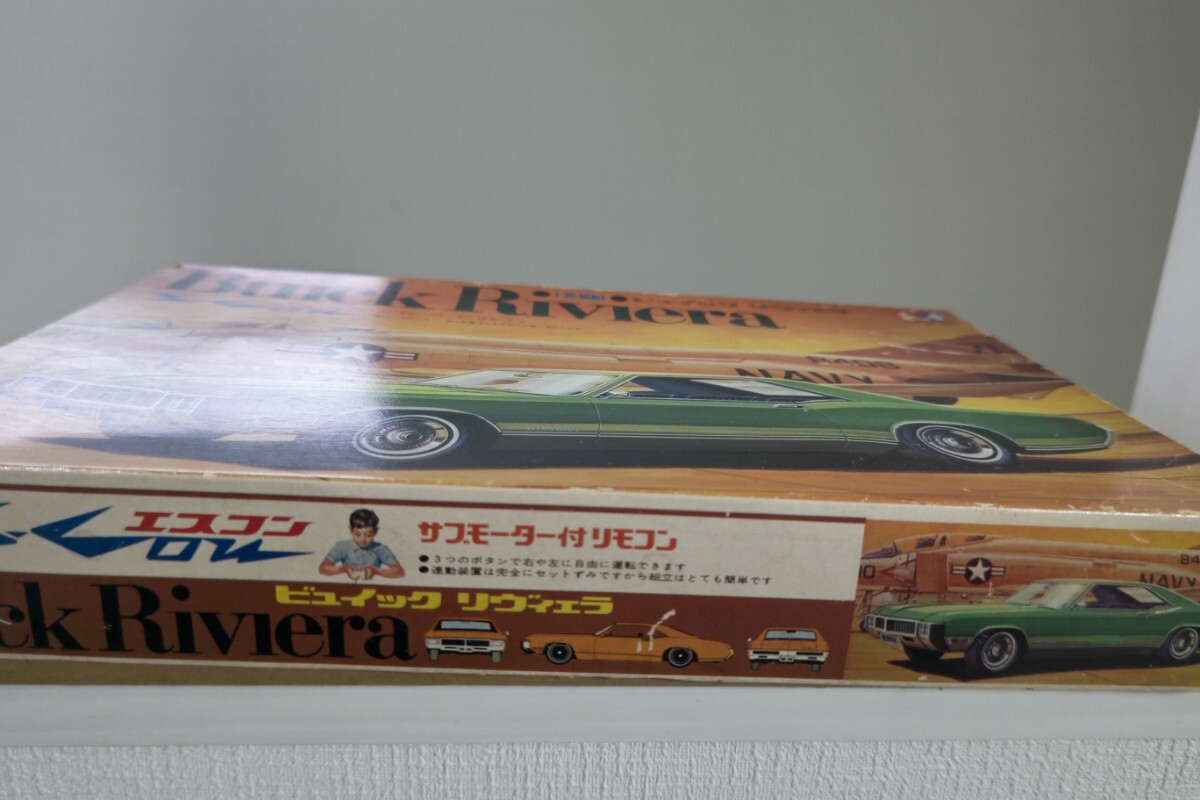 Buick Riviera
NAVY
エスコン
サブモーター付リモコン
●3つのボタンで右や左に自由に運転できます
●連動装置は完全にセットずみですから組立はとても簡単です
ビュイック リヴィェラ
ck Riviera
NAVY